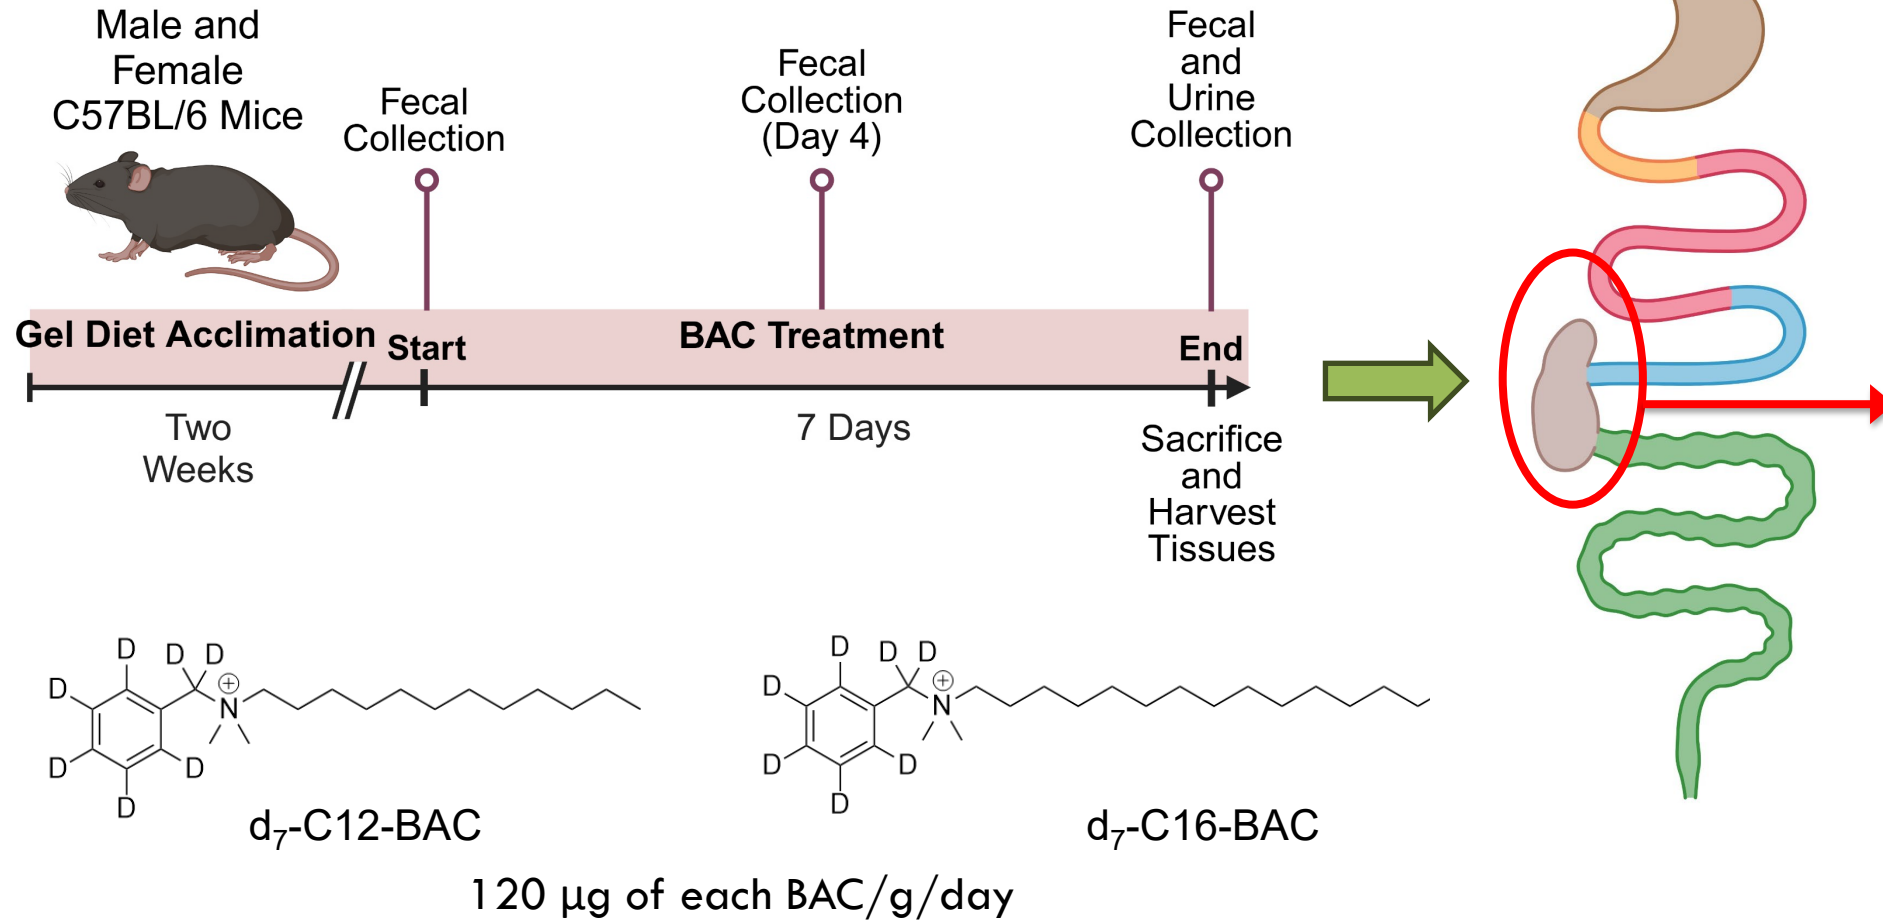 Male and
Female
C57BL/6 Mice
Fecal
Collection
Fecal
Collection
(Day 4)
Fecal
and
Urine
Collection
Gel Diet Acclimation
Start
BAC Treatment
End
Two
Weeks
7 Days
Sacrifice
and
Harvest
Tissues
D
D D
D
⊕
N
D
D
D
d₇-C12-BAC
D
D D
D
⊕
N
D
D
D
d₇-C16-BAC
120 µg of each BAC/g/day